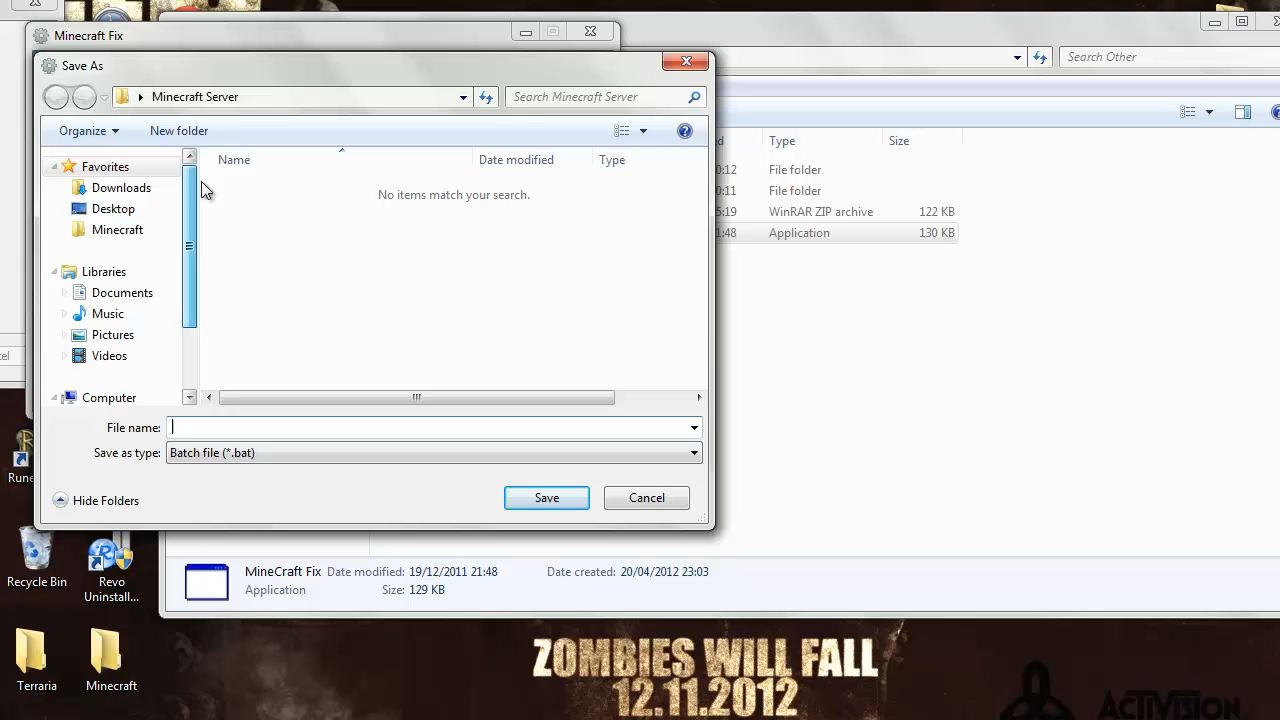 Minecraft Fix
Save As
Minecraft Server
Search Minecraft Server
Search Other
Organize
New folder
Favorites
Downloads
Desktop
Minecraft
Libraries
Documents
Music
Pictures
Videos
Computer
Name
Date modified
Type
No items match your search.
Type
Size
0:12
File folder
0:11
File folder
5:19
WinRAR ZIP archive
122 KB
1:48
Application
130 KB
File name:
Save as type:
Batch file (*.bat)
Hide Folders
Save
Cancel
MineCraft Fix
Date modified: 19/12/2011 21:48
Date created: 20/04/2012 23:03
Application
Size: 129 KB
Recycle Bin
Revo
Uninstall...
Terraria
Minecraft
ZOMBIES WILL FALL
12.11.2012
ACTIVISION